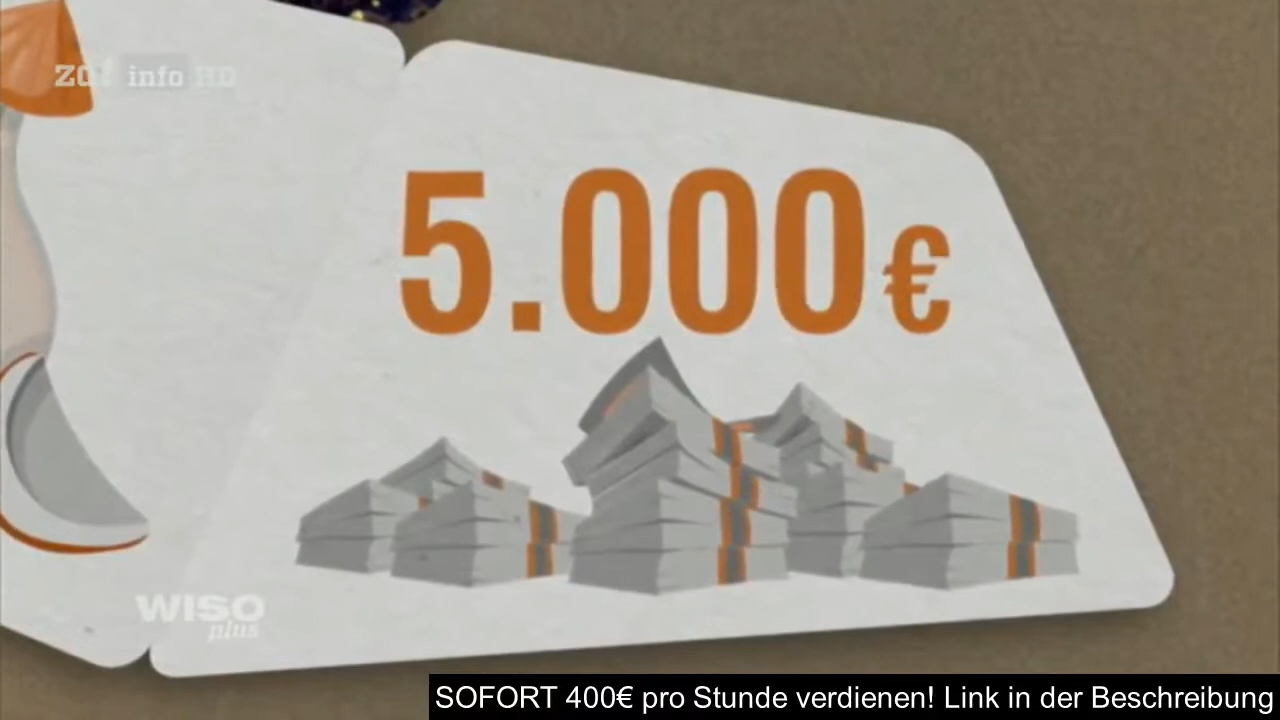 ZDF info HD
5.000 €
WISO
plus
SOFORT 400€ pro Stunde verdienen! Link in der Beschreibung